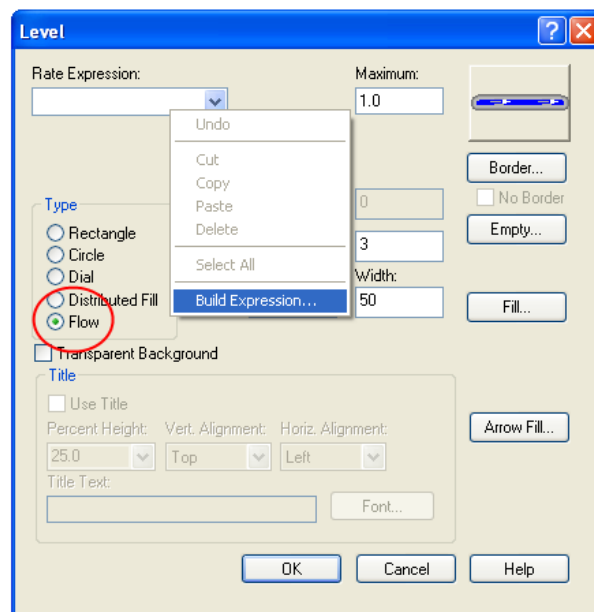 Level
Rate Expression:
Maximum:
1.0
Undo
Cut
Copy
Paste
Delete
Select All
Build Expression...
Border...
No Border
Empty...
Fill...
Type
Rectangle
Circle
Dial
Distributed Fill
Flow
0
3
Width:
50
Transparent Background
Title
Use Title
Percent Height: Vert. Alignment: Horiz. Alignment:
25.0 Top Left
Title Text:
Font...
Arrow Fill...
OK Cancel Help